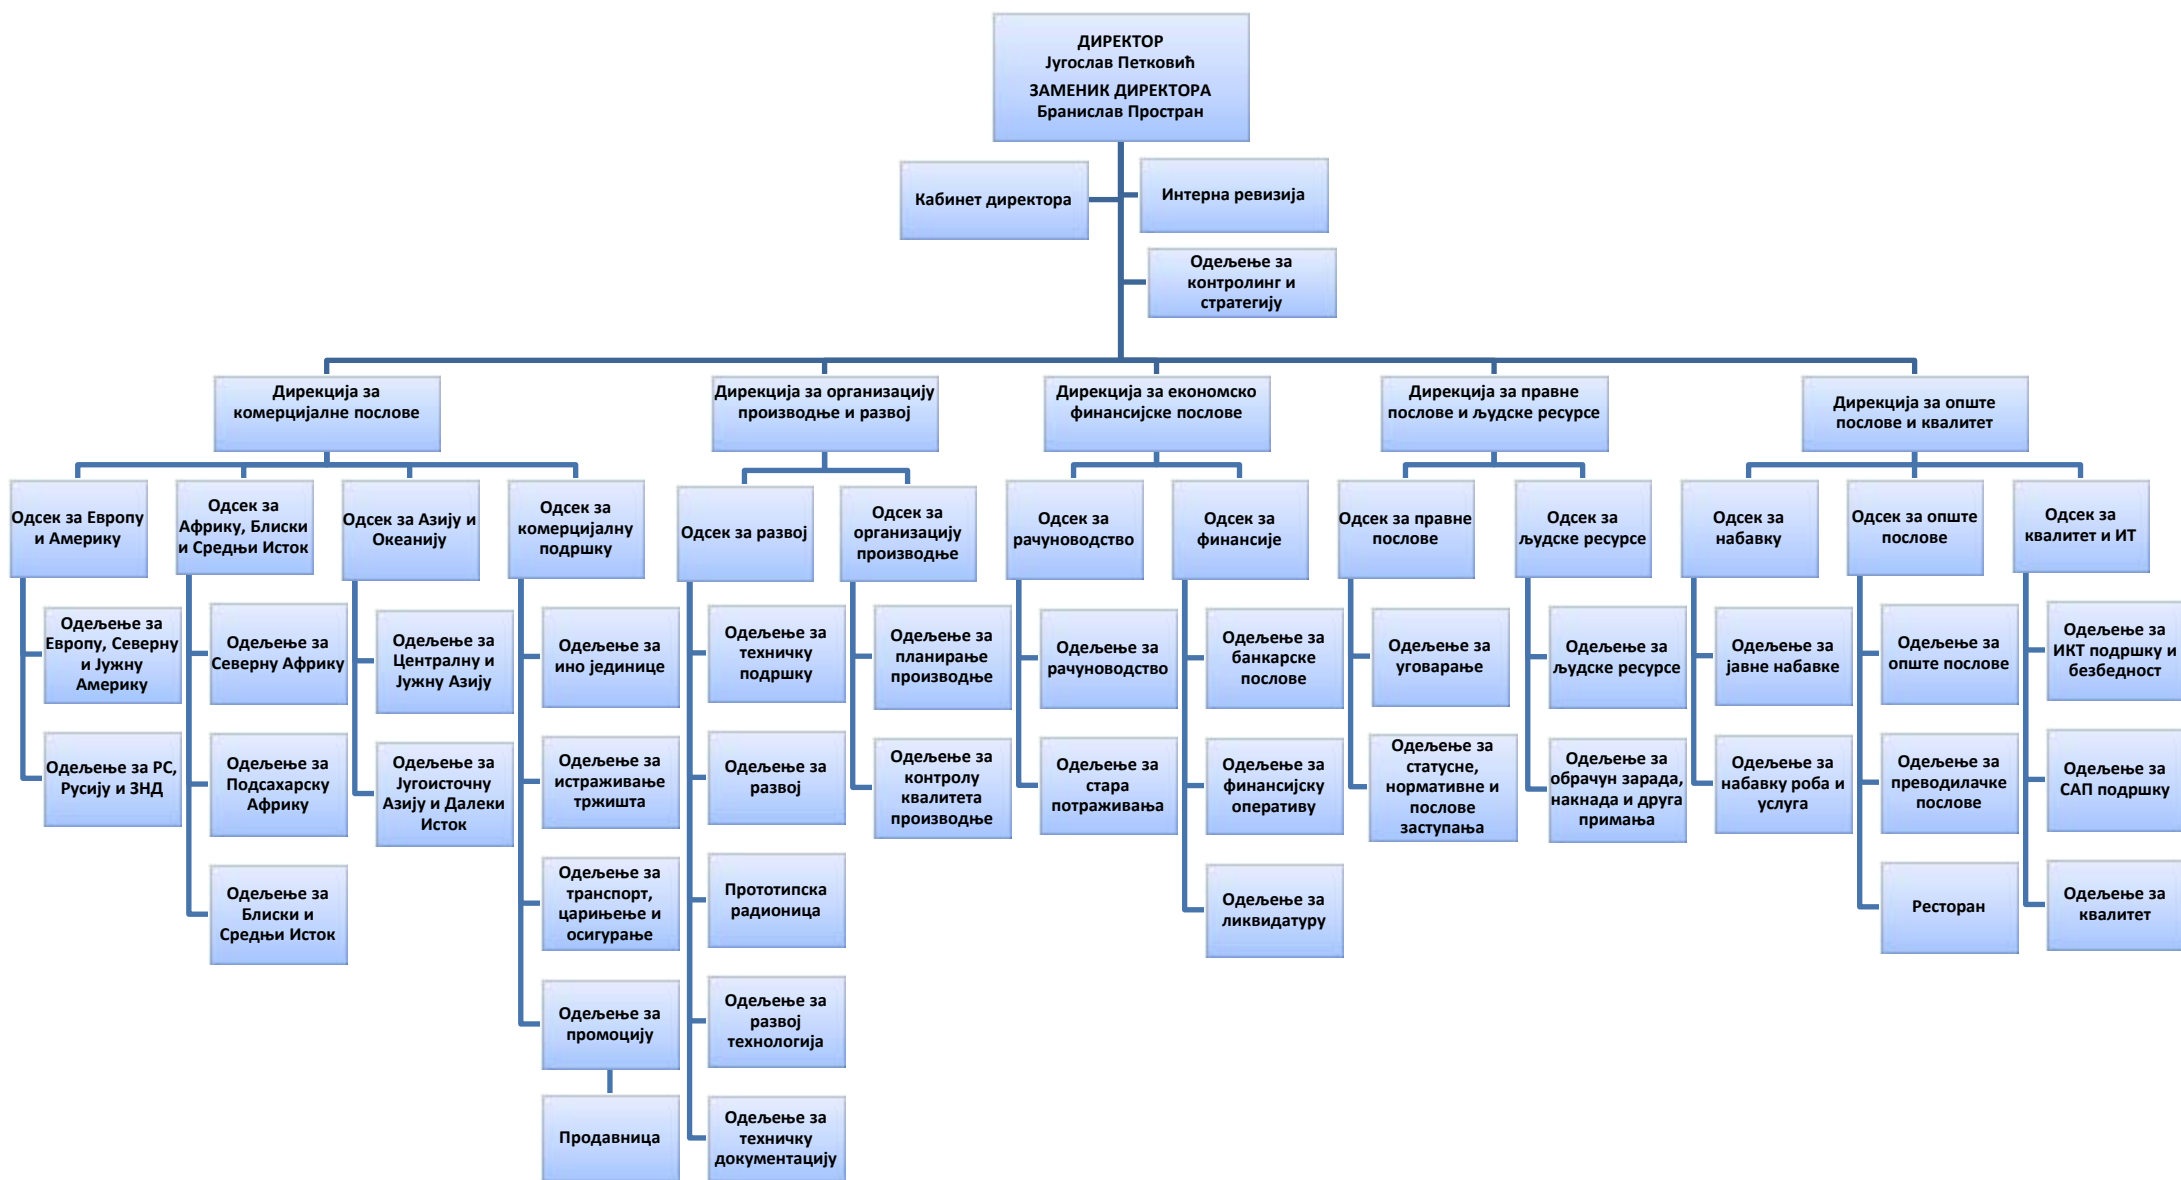 ДИРЕКТОР
Југослав Петковић
ЗАМЕНИК ДИРЕКТОРА
Бранислав Простран
Кабинет директора
Интерна ревизија
Одељење за
контролинг и
стратегију
Дирекција за
комерцијалне послове
Дирекција за организацију
производње и развој
Дирекција за економско
финансијске послове
Дирекција за правне
послове и људске ресурсе
Дирекција за опште
послове и квалитет
Одсек за Европу
и Америку
Одсек за
Африку, Блиски
и Средњи Исток
Одсек за Азију и
Океанију
Одсек за
комерцијалну
подршку
Одсек за развој
Одсек за
организацију
производње
Одсек за
рачуноводство
Одсек за
финансије
Одсек за правне
послове
Одсек за
људске ресурсе
Одсек за
набавку
Одсек за опште
послове
Одсек за
квалитет и ИТ
Одељење за
Европу, Северну
и Јужну
Америку
Одељење за
Северну Африку
Одељење за
Централну и
Јужну Азију
Одељење за
ино јединице
Одељење за
техничку
подршку
Одељење за
планирање
производње
Одељење за
рачуноводство
Одељење за
банкарске
послове
Одељење за
уговарање
Одељење за
људске ресурсе
Одељење за
јавне набавке
Одељење за
опште послове
Одељење за
ИКТ подршку и
безбедност
Одељење за РС,
Русију и ЗНД
Одељење за
Подсахарску
Африку
Одељење за
Југоисточну
Азију и Далеки
Исток
Одељење за
истраживање
тржишта
Одељење за
развој
Одељење за
контролу
квалитета
производње
Одељење за
стара
потраживања
Одељење за
финансијску
оперативу
Одељење за
статусне,
нормативне и
послове
заступања
Одељење за
обрачун зарада,
накнада и друга
примања
Одељење за
набавку роба и
услуга
Одељење за
преводилачке
послове
Одељење за
САП подршку
Одељење за
Блиски и
Средњи Исток
Одељење за
транспорт,
царињење и
осигурање
Прототипска
радионица
Одељење за
ликвидатуру
Ресторан
Одељење за
квалитет
Одељење за
промоцију
Одељење за
развој
технологија
Продавница
Одељење за
техничку
документацију